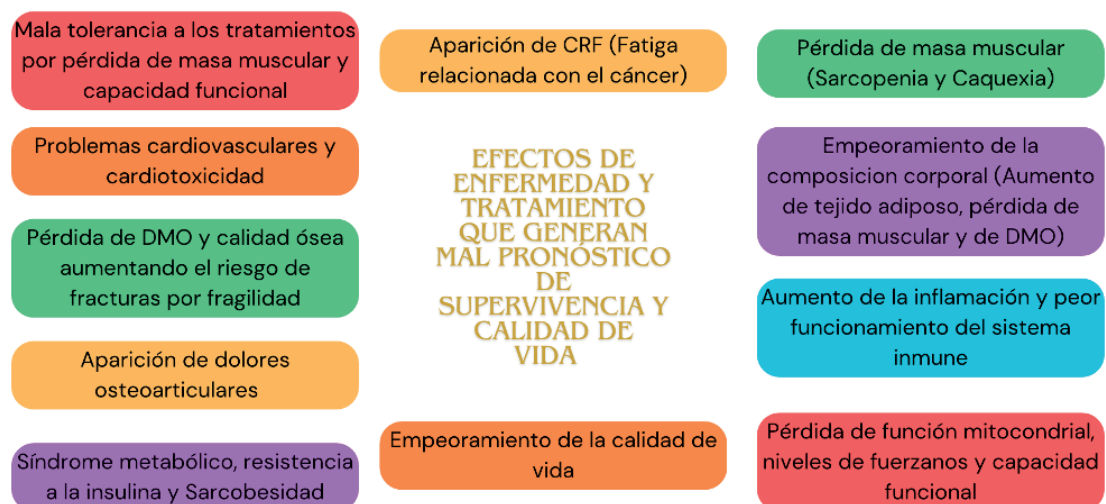 Mala tolerancia a los tratamientos
por pérdida de masa muscular y
capacidad funcional
Problemas cardiovasculares y
cardiotoxicidad
Pérdida de DMO y calidad ósea
aumentando el riesgo de
fracturas por fragilidad
Aparición de dolores
osteoarticulares
Síndrome metabólico, resistencia
a la insulina y Sarcobesidad
Aparición de CRF (Fatiga
relacionada con el cáncer)
EFECTOS DE
ENFERMEDAD Y
TRATAMIENTO
QUE GENERAN
MAL PRONÓSTICO
DE
SUPERVIVENCIA Y
CALIDAD DE
VIDA
Empeoramiento de la calidad de
vida
Pérdida de masa muscular
(Sarcopenia y Caquexia)
Empeoramiento de la
composicion corporal (Aumento
de tejido adiposo, pérdida de
masa muscular y de DMO)
Aumento de la inflamación y peor
funcionamiento del sistema
inmune
Pérdida de función mitocondrial,
niveles de fuerzanos y capacidad
funcional